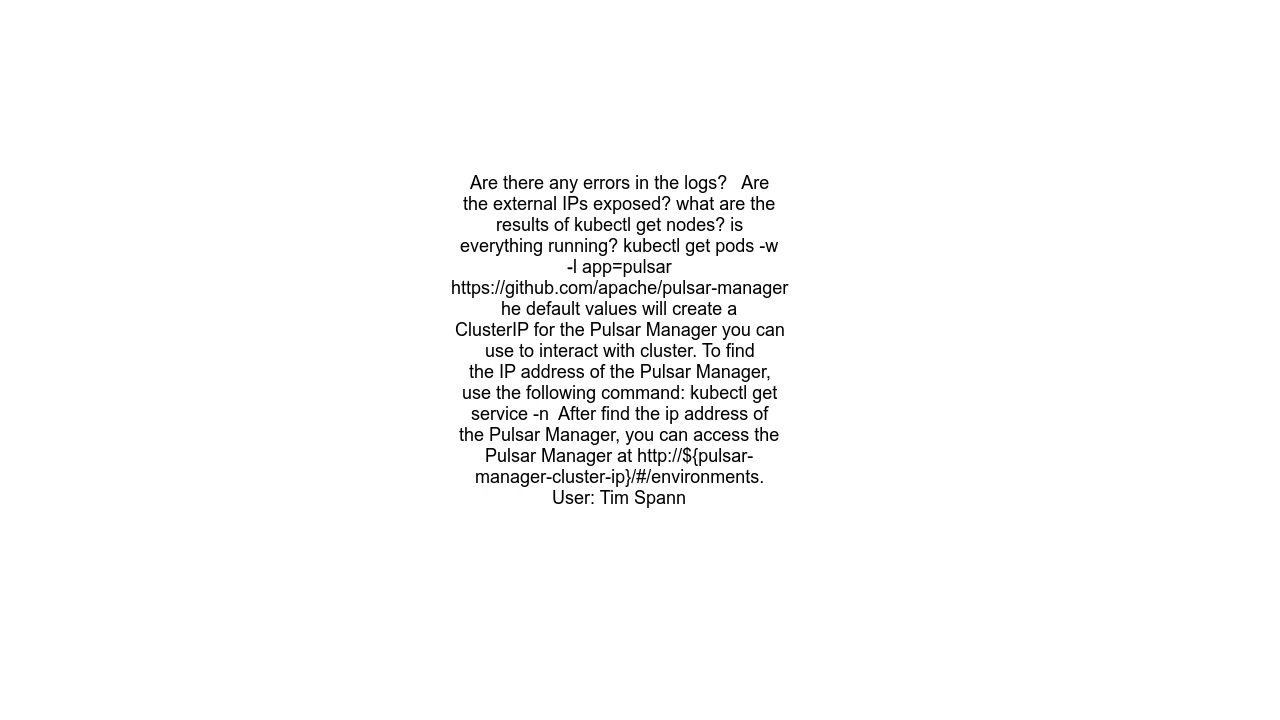 Are there any errors in the logs?   Are
the external IPs exposed? what are the
results of kubectl get nodes? is
everything running? kubectl get pods -w
-l app=pulsar
https://github.com/apache/pulsar-manager
he default values will create a
ClusterIP for the Pulsar Manager you can
use to interact with cluster. To find
the IP address of the Pulsar Manager,
use the following command: kubectl get
service -n  After find the ip address of
the Pulsar Manager, you can access the
Pulsar Manager at http://${pulsar-
manager-cluster-ip}/#/environments.
User: Tim Spann